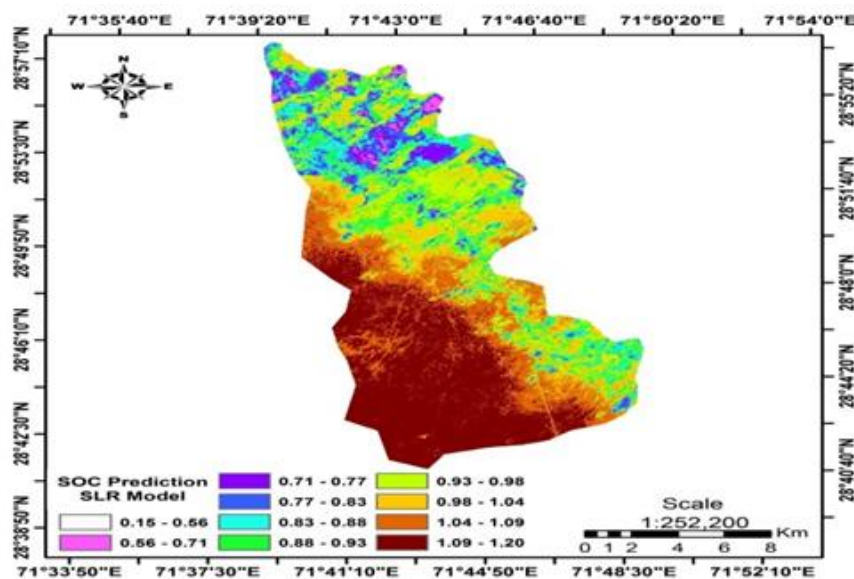 71°35'40"E 71°39'20"E 71°43'0"E 71°46'40"E 71°50'20"E 71°54'0"E
28°57'10"N
28°53'30"N
28°49'50"N
28°46'10"N
28°42'30"N
28°38'50"N
N
W E
S
28°55'20"N
28°51'40"N
28°48'0"N
28°44'20"N
28°40'40"N
SOC Prediction
SLR Model
0.15 - 0.56
0.56 - 0.71
0.71 - 0.77
0.77 - 0.83
0.83 - 0.88
0.88 - 0.93
0.93 - 0.98
0.98 - 1.04
1.04 - 1.09
1.09 - 1.20
Scale
1:252,200
Km
0 1 2 4 6 8
71°33'50"E 71°37'30"E 71°41'10"E 71°44'50"E 71°48'30"E 71°52'10"E